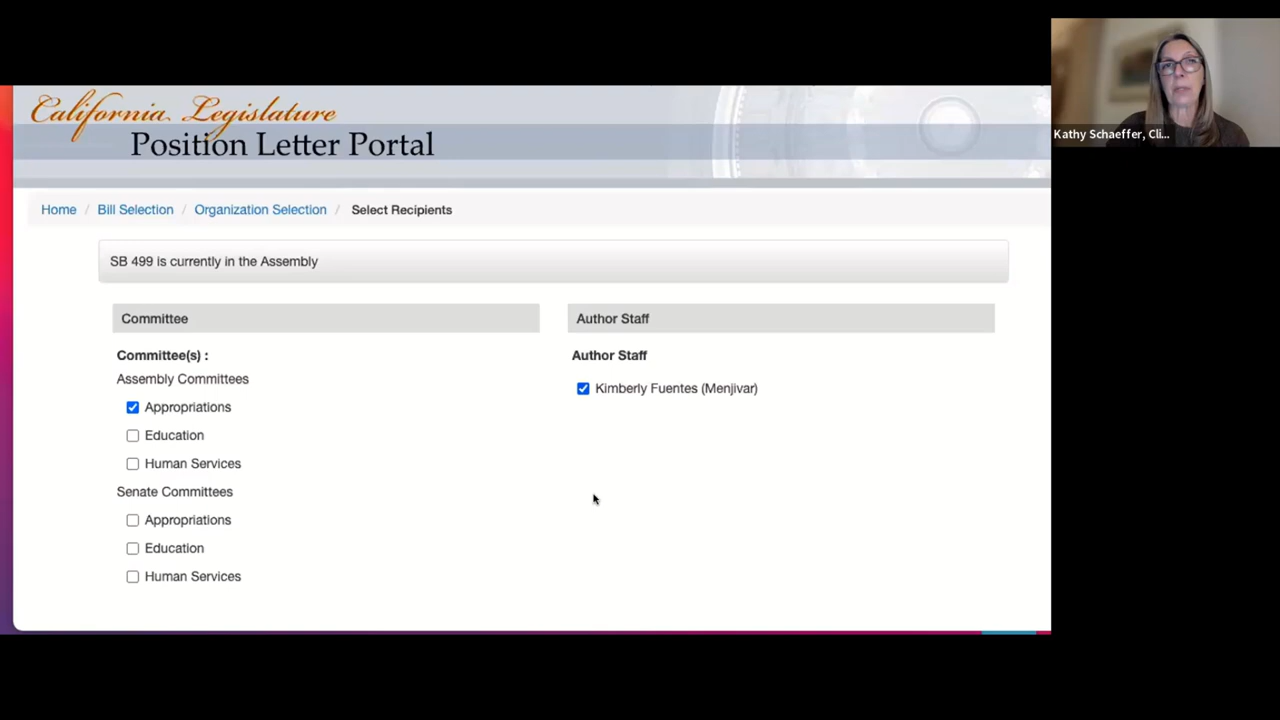 California Legislature
Position Letter Portal
Kathy Schaeffer, Cli...
Home / Bill Selection / Organization Selection / Select Recipients
SB 499 is currently in the Assembly
Committee
Author Staff
Committee(s) :
Author Staff
Assembly Committees
Kimberly Fuentes (Menjivar)
Appropriations
Education
Human Services
Senate Committees
Appropriations
Education
Human Services